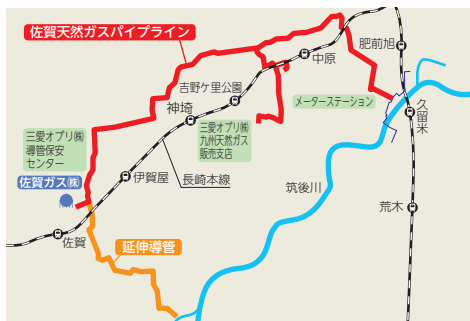 佐賀天然ガスパイプライン
中原
肥前旭
吉野ケ里公園
神埼
メーターステーション
久留米
三愛オブリ㈱
導管保安
センター
三愛オブリ㈱
九州天然ガス
販売支店
佐賀ガス㈱
伊賀屋
長崎本線
筑後川
荒木
佐賀
延伸導管